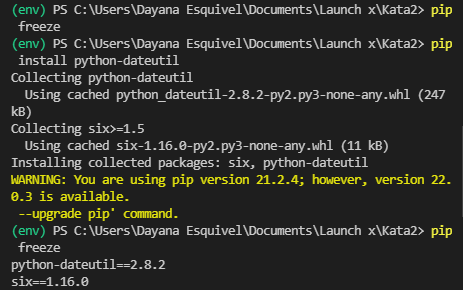 (env) PS C:\Users\Dayana Esquivel\Documents\Launch x\Kata2> pip
 freeze
(env) PS C:\Users\Dayana Esquivel\Documents\Launch x\Kata2> pip
 install python-dateutil
Collecting python-dateutil
  Using cached python_dateutil-2.8.2-py2.py3-none-any.whl (247
kB)
Collecting six>=1.5
  Using cached six-1.16.0-py2.py3-none-any.whl (11 kB)
Installing collected packages: six, python-dateutil
WARNING: You are using pip version 21.2.4; however, version 22.
0.3 is available.
 --upgrade pip' command.
(env) PS C:\Users\Dayana Esquivel\Documents\Launch x\Kata2> pip
 freeze
python-dateutil==2.8.2
six==1.16.0